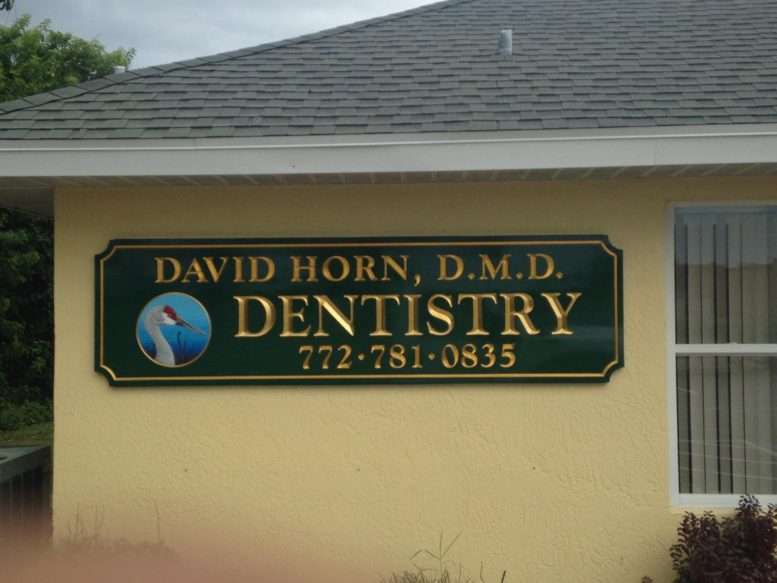 DAVID HORN, D.M.D.
DENTISTRY
772·781·0835